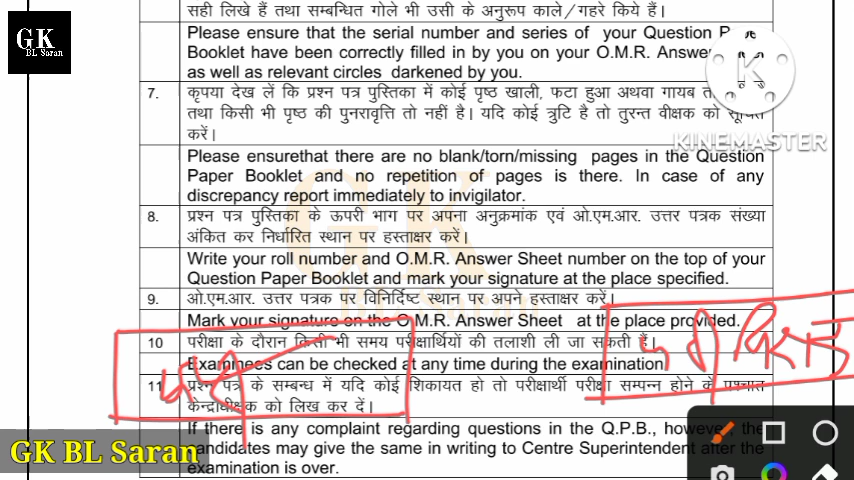 GK
BL Saran
सही लिखे हैं तथा सम्बन्धित गोले भी उसी के अनुरूप काले/गहरे किये हैं।
Please ensure that the serial number and series of your Question
Booklet have been correctly filled in by you on your O.M.R. Answer
as well as relevant circles darkened by you.
7. कृपया देख लें कि प्रश्न पत्र पुस्तिका में कोई पृष्ठ खाली, फटा हुआ अथवा गायब
तथा किसी भी पृष्ठ की पुनरावृत्ति तो नहीं है। यदि कोई त्रुटि है तो तुरन्त वीक्षक को सूचित
करें।
Please ensurethat there are no blank/torn/missing pages in the Question
Paper Booklet and no repetition of pages is there. In case of any
discrepancy report immediately to invigilator.
8. प्रश्न पत्र पुस्तिका के ऊपरी भाग पर अपना अनुक्रमांक एवं ओ.एम.आर. उत्तर पत्रक संख्या
अंकित कर निर्धारित स्थान पर हस्ताक्षर करें।
Write your roll number and O.M.R. Answer Sheet number on the top of your
Question Paper Booklet and mark your signature at the place specified.
9. ओ.एम.आर. उत्तर पत्रक पर विनिर्दिष्ट स्थान पर अपने हस्ताक्षर करें।
Mark your signature on the O.M.R. Answer Sheet at the place provided.
10 परीक्षा के दौरान किसी भी समय परीक्षार्थियों की तलाशी ली जा सकती हैं।
Examinees can be checked at any time during the examination
11 प्रश्न पत्र के सम्बन्ध में यदि कोई शिकायत हो तो परीक्षार्थी परीक्षा सम्पन्न होने के पश्चात
केन्द्राधीक्षक को लिख कर दें।
If there is any complaint regarding questions in the Q.P.B., however, the
candidates may give the same in writing to Centre Superintendent after the
examination is over.
K
KINEMASTER
GK
BL Saran
GK BL Saran